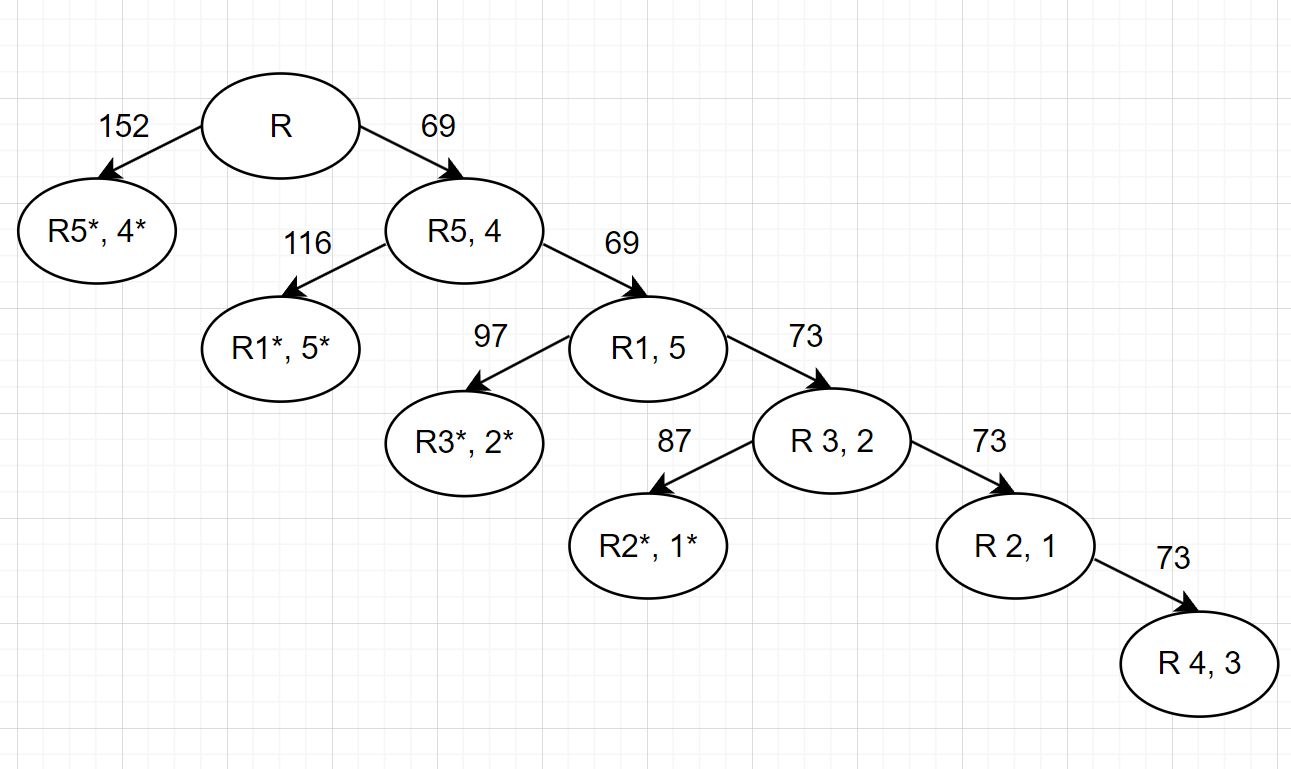 152
R
69
R5*, 4*
R5, 4
116
69
R1*, 5*
R1, 5
97
73
R3*, 2*
R 3, 2
87
73
R2*, 1*
R 2, 1
73
R 4, 3